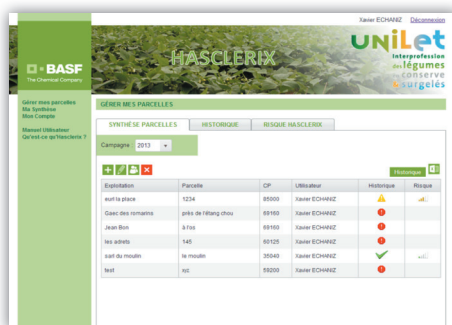 Xavier ECHANIZ Déconnexion
BASF
The Chemical Company
HASCLERIX
UNiLet
Interprofession
des légumes
en conserve
& surgelés
Gérer mes parcelles
Ma Synthèse
Mon Compte
Manuel Utilisateur
Qu'est-ce qu'Hasclerix ?
GÉRER MES PARCELLES
SYNTHÈSE PARCELLES HISTORIQUE RISQUE HASCLERIX
Campagne 2013
Historique
Exploitation Parcelle CP Utilisateur Historique Risque
eurl la place 1234 85000 Xavier ECHANIZ
Gaec des romarins près de l'étang chou 69160 Xavier ECHANIZ
Jean Bon à l'os 69160 Xavier ECHANIZ
les adrets 145 60125 Xavier ECHANIZ
sarl du moulin le moulin 35040 Xavier ECHANIZ
test 59200 Xavier ECHANIZ